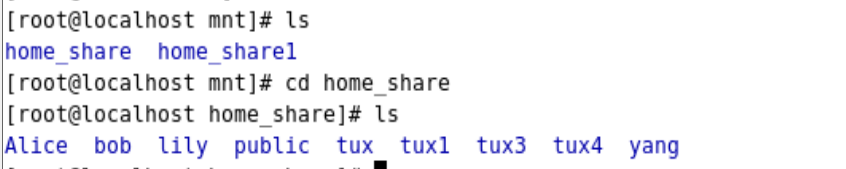 [root@localhost mnt]# ls
home_share  home_share1
[root@localhost mnt]# cd home_share
[root@localhost home_share]# ls
Alice  bob  lily  public  tux  tux1  tux3  tux4  yang